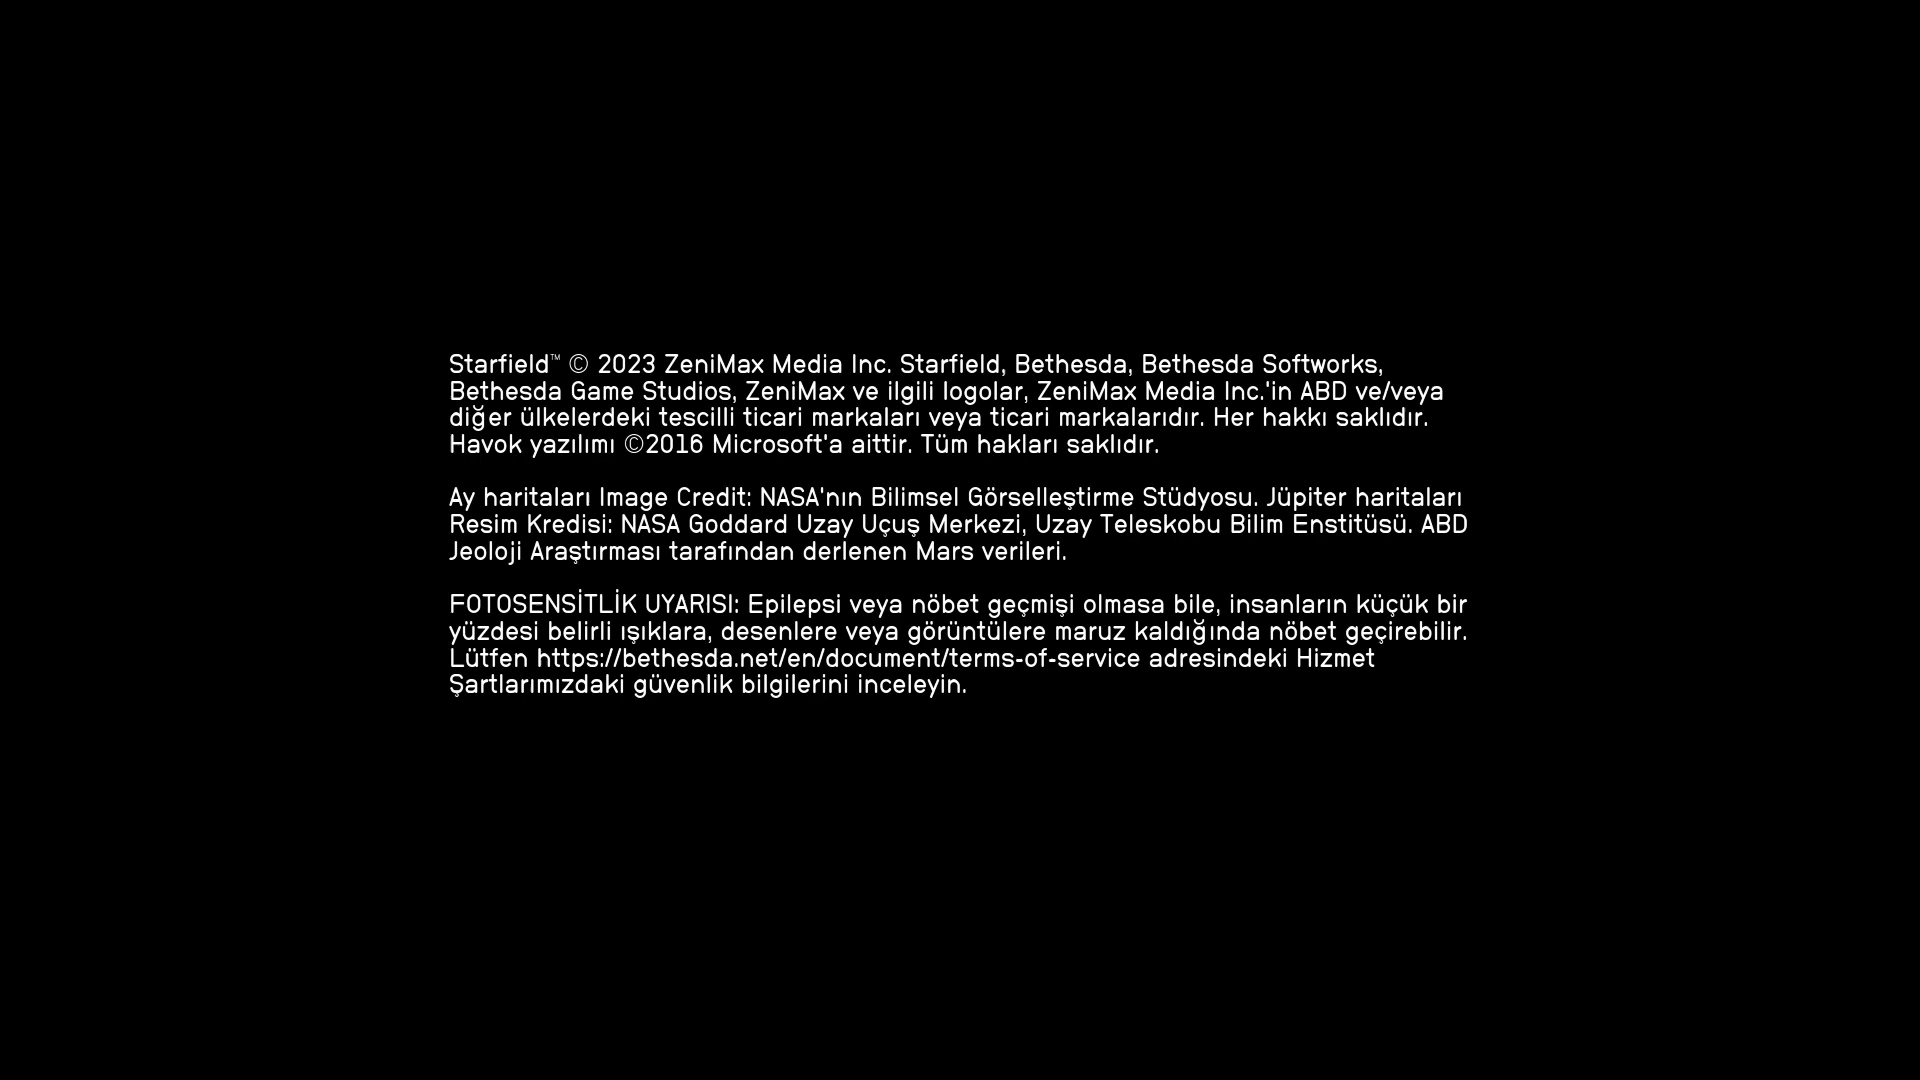 Starfield™ © 2023 ZeniMax Media Inc. Starfield, Bethesda, Bethesda Softworks,
Bethesda Game Studios, ZeniMax ve ilgili logolar, ZeniMax Media Inc.'in ABD ve/veya
diğer ülkelerdeki tescilli ticari markaları veya ticari markalarıdır. Her hakkı saklıdır.
Havok yazılımı ©2016 Microsoft'a aittir. Tüm hakları saklıdır.
Ay haritaları Image Credit: NASA'nın Bilimsel Görselleştirme Stüdyosu. Jüpiter haritaları
Resim Kredisi: NASA Goddard Uzay Uçuş Merkezi, Uzay Teleskobu Bilim Enstitüsü. ABD
Jeoloji Araştırması tarafından derlenen Mars verileri.
FOTOSENSİTLİK UYARISI: Epilepsi veya nöbet geçmişi olmasa bile, insanların küçük bir
yüzdesi belirli ışıklara, desenlere veya görüntülere maruz kaldığında nöbet geçirebilir.
Lütfen https://bethesda.net/en/document/terms-of-service adresindeki Hizmet
Şartlarımızdaki güvenlik bilgilerini inceleyin.